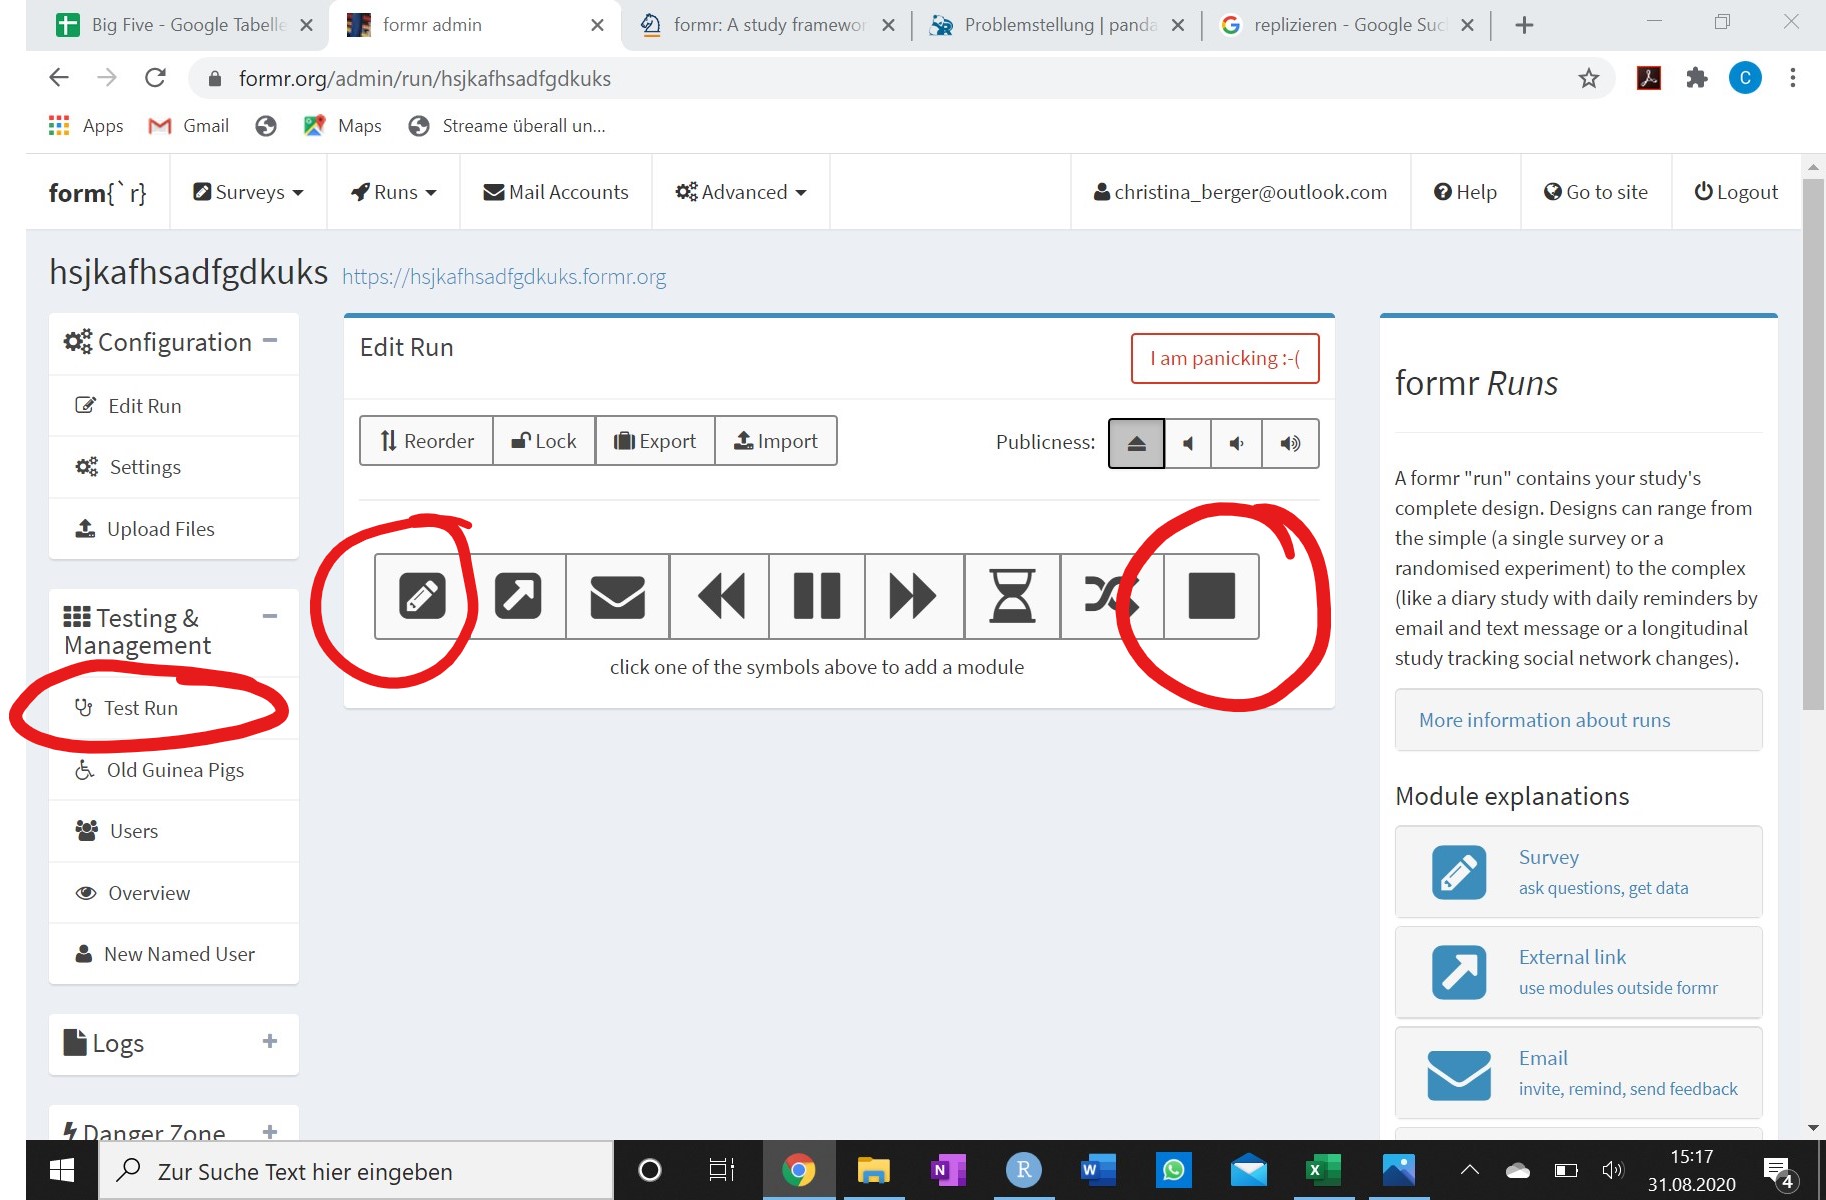 Big Five - Google Tabelle
formr admin
formr: A study framewor
Problemstellung | panda
replizieren - Google Suc
formr.org/admin/run/hsjkafhsadfgdkuks
C
Apps
Gmail
Maps
Streame überall un...
form{`r}
Surveys
Runs
Mail Accounts
Advanced
christina_berger@outlook.com
Help
Go to site
Logout
hsjkafhsadfgdkuks https://hsjkafhsadfgdkuks.formr.org
Configuration
Edit Run
Settings
Upload Files
Testing &
Management
Test Run
Old Guinea Pigs
Users
Overview
New Named User
Logs
Danger Zone
Edit Run
I am panicking :-(
Reorder
Lock
Export
Import
Publicness:
click one of the symbols above to add a module
formr Runs
A formr "run" contains your study's
complete design. Designs can range from
the simple (a single survey or a
randomised experiment) to the complex
(like a diary study with daily reminders by
email and text message or a longitudinal
study tracking social network changes).
More information about runs
Module explanations
Survey
ask questions, get data
External link
use modules outside formr
Email
invite, remind, send feedback
Zur Suche Text hier eingeben
N
R
W
X
15:17
31.08.2020
4